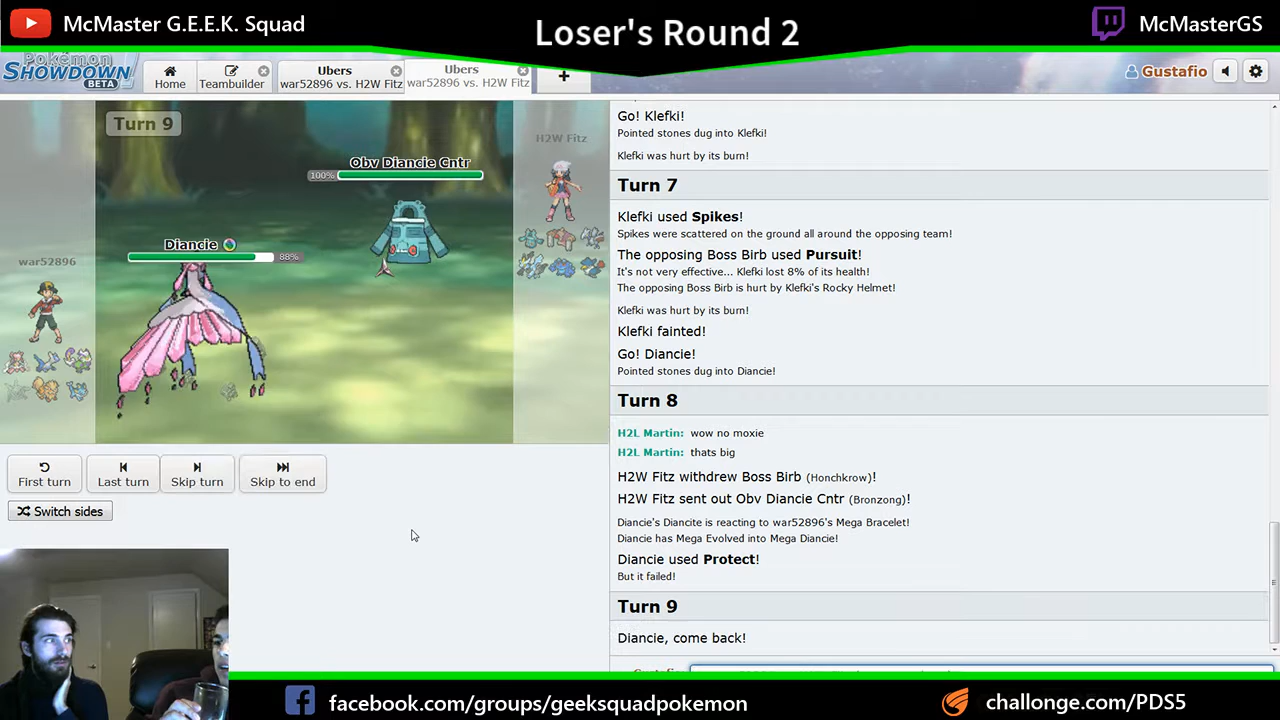 McMaster G.E.E.K. Squad
Loser's Round 2
McMasterGS
Pokémon
SHOWDOWN
BETA
Home
Teambuilder
Ubers
war52896 vs. H2W Fitz
Ubers
war52896 vs. H2W Fitz
+
Gustafio
Turn 9
war52896
H2W Fitz
Obv Diancie Cntr
100%
Diancie
88%
Go! Klefki!
Pointed stones dug into Klefki!
Klefki was hurt by its burn!
Turn 7
Klefki used Spikes!
Spikes were scattered on the ground all around the opposing team!
The opposing Boss Birb used Pursuit!
It's not very effective... Klefki lost 8% of its health!
The opposing Boss Birb is hurt by Klefki's Rocky Helmet!
Klefki was hurt by its burn!
Klefki fainted!
Go! Diancie!
Pointed stones dug into Diancie!
Turn 8
H2L Martin: wow no moxie
H2L Martin: thats big
H2W Fitz withdrew Boss Birb (Honchkrow)!
H2W Fitz sent out Obv Diancie Cntr (Bronzong)!
Diancie's Diancite is reacting to war52896's Mega Bracelet!
Diancie has Mega Evolved into Mega Diancie!
Diancie used Protect!
But it failed!
Turn 9
Diancie, come back!
First turn
Last turn
Skip turn
Skip to end
Switch sides
facebook.com/groups/geeksquadpokemon
challonge.com/PDS5